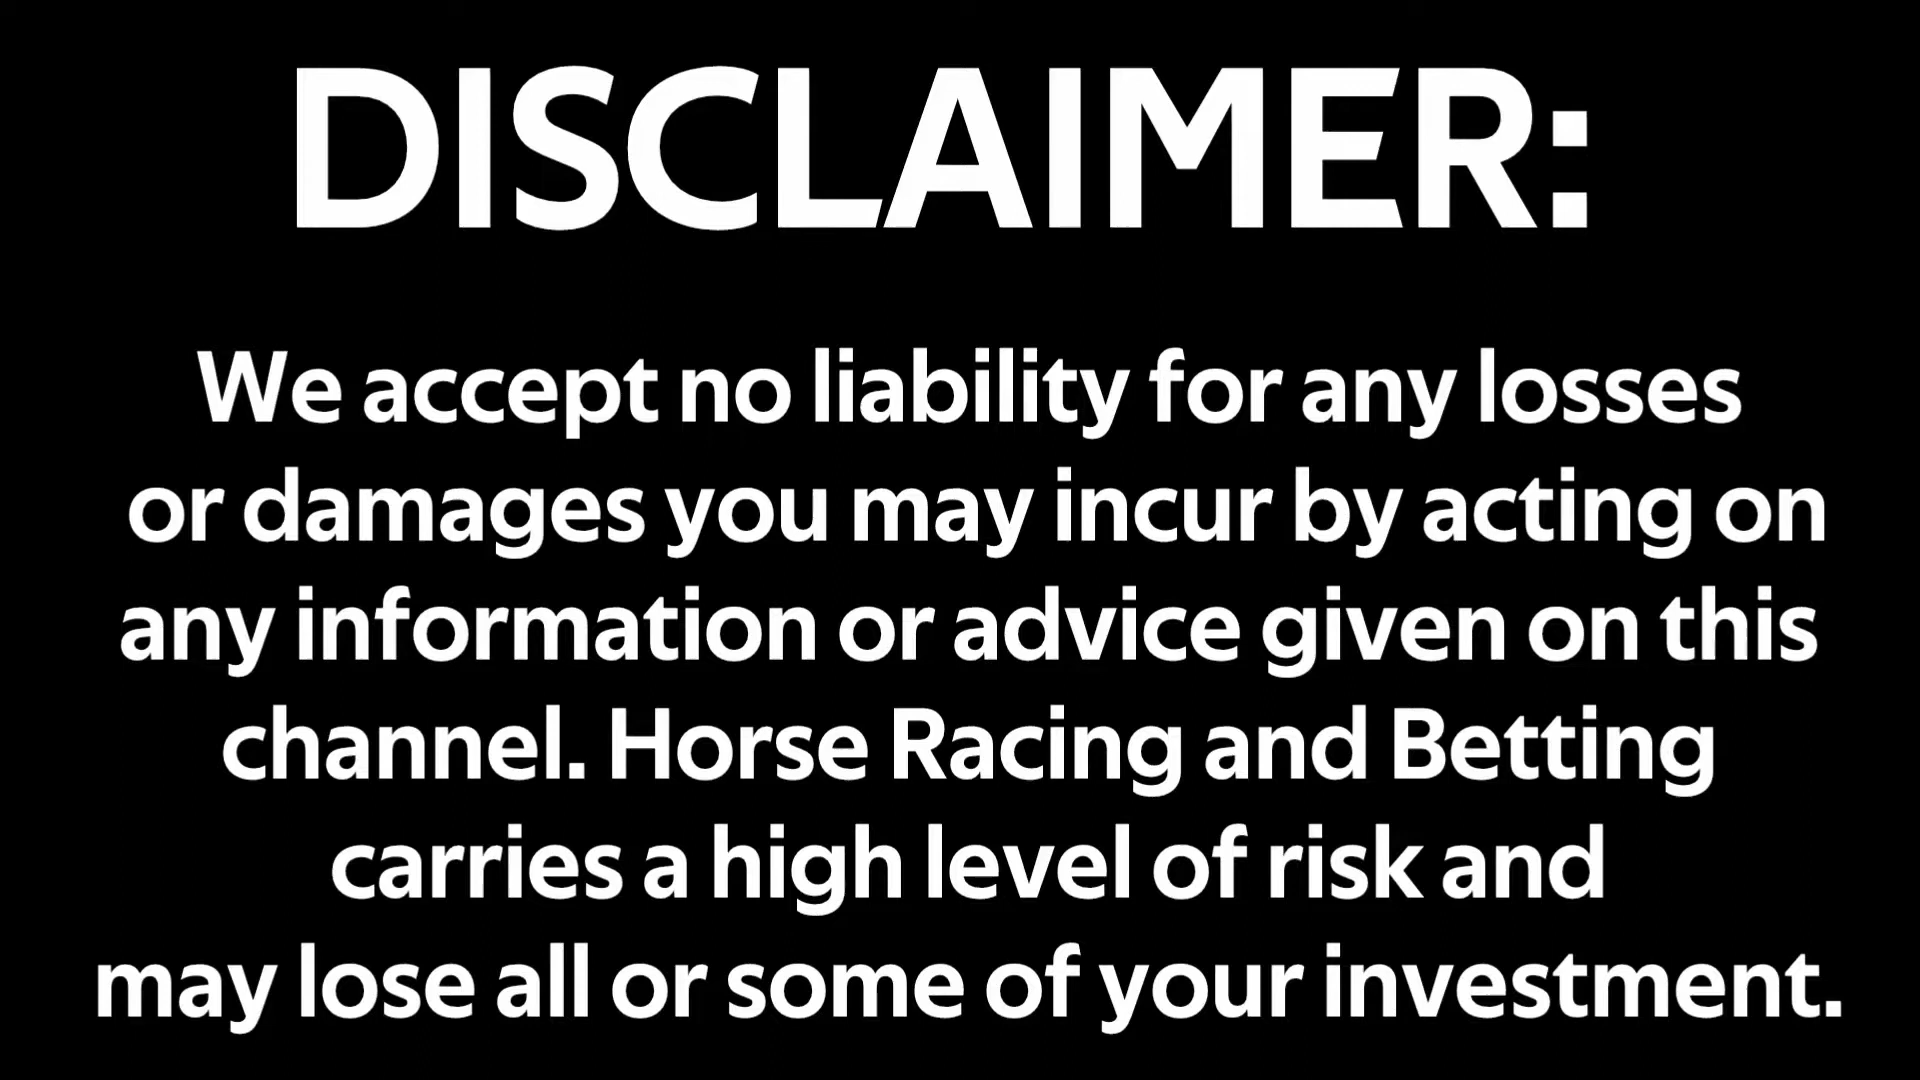 DISCLAIMER:
We accept no liability for any losses
or damages you may incur by acting on
any information or advice given on this
channel. Horse Racing and Betting
carries a high level of risk and
may lose all or some of your investment.